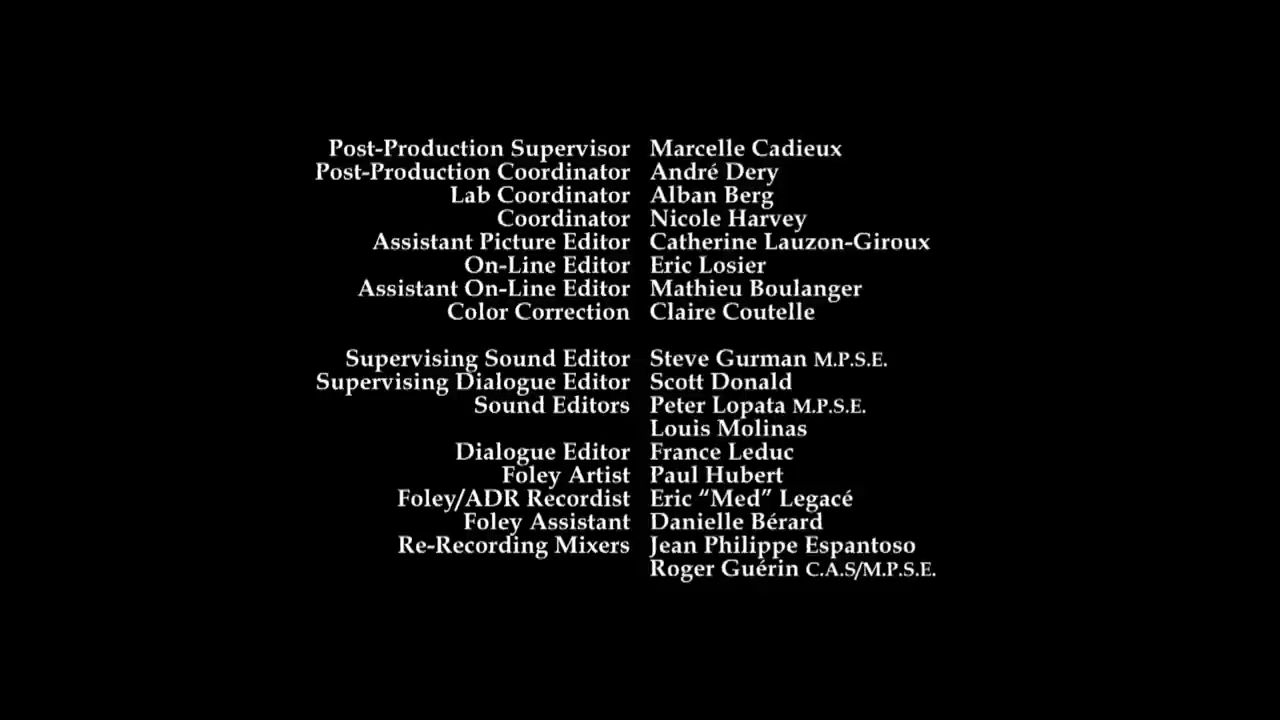 Post-Production Supervisor Marcelle Cadieux
Post-Production Coordinator André Dery
Lab Coordinator Alban Berg
Coordinator Nicole Harvey
Assistant Picture Editor Catherine Lauzon-Giroux
On-Line Editor Eric Losier
Assistant On-Line Editor Mathieu Boulanger
Color Correction Claire Coutelle
Supervising Sound Editor Steve Gurman M.P.S.E.
Supervising Dialogue Editor Scott Donald
Sound Editors Peter Lopata M.P.S.E.
Louis Molinas
Dialogue Editor France Leduc
Foley Artist Paul Hubert
Foley/ADR Recordist Eric “Med” Legacé
Foley Assistant Danielle Bérard
Re-Recording Mixers Jean Philippe Espantoso
Roger Guérin C.A.S/M.P.S.E.